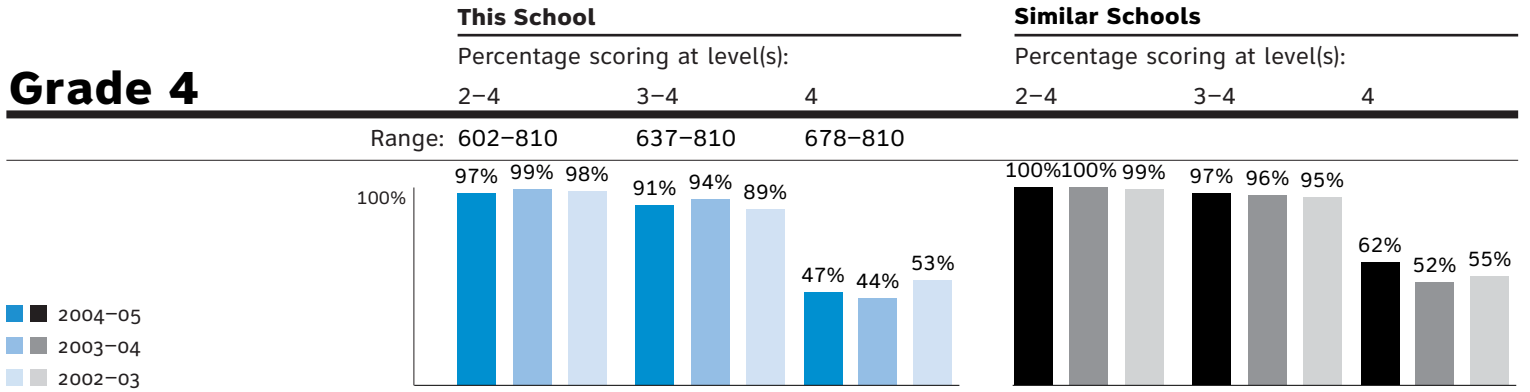 This School Similar Schools
Percentage scoring at level(s): Percentage scoring at level(s):
Grade 4 2–4 3–4 4 2–4 3–4 4
Range: 602–810 637–810 678–810
97% 99% 98% 91% 94% 89% 47% 44% 53% 100% 100% 99% 97% 96% 95% 62% 52% 55%
100%
2004–05
2003–04
2002–03